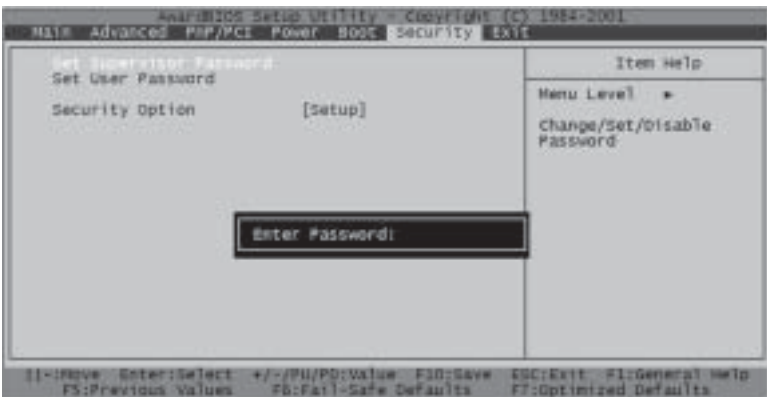 AwardBIOS Setup Utility - Copyright (C) 1984-2001
Main Advanced PnP/PCI Power Boot Security Exit
Set Supervisor Password
Set User Password
Security Option [Setup]
Item Help
Menu Level ►
Change/Set/Disable
Password
Enter Password:
:Move Enter:Select +/-/PU/PD:Value F10:Save ESC:Exit F1:General Help
F5:Previous Values F6:Fail-Safe Defaults F7:Optimized Defaults